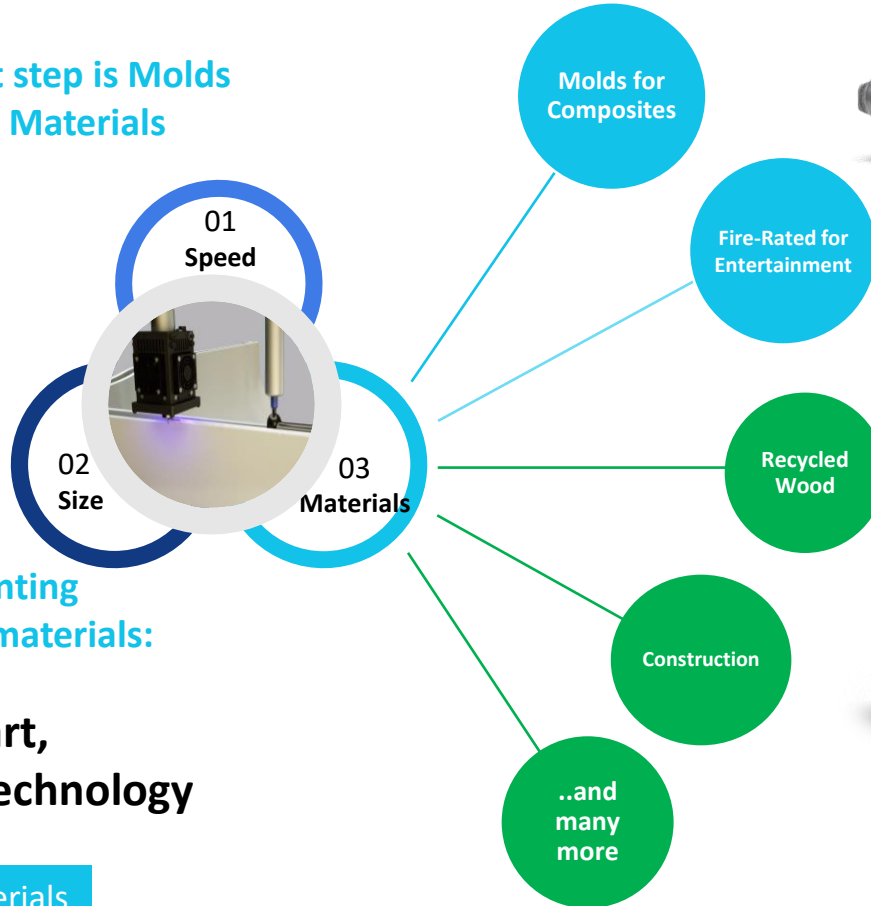 t step is Molds
Materials
01
Speed
02
Size
03
Materials
nting
materials:
rt,
echnology
erials
Molds for
Composites
Fire-Rated for
Entertainment
Recycled
Wood
Construction
..and
many
more